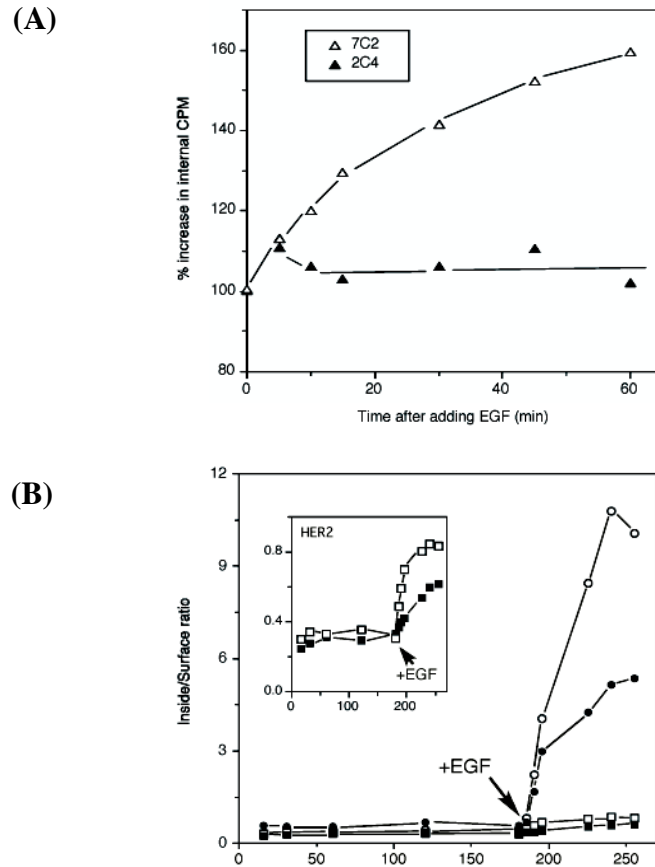 (A)
160
140
120
100
80
% increase in internal CPM
△ 7C2
▲ 2C4
0
20
40
60
Time after adding EGF (min)
(B)
12
9
6
3
0
Inside/Surface ratio
HER2
0.8
0.4
0.0
+EGF
0
100
200
+EGF
0
50
100
150
200
250